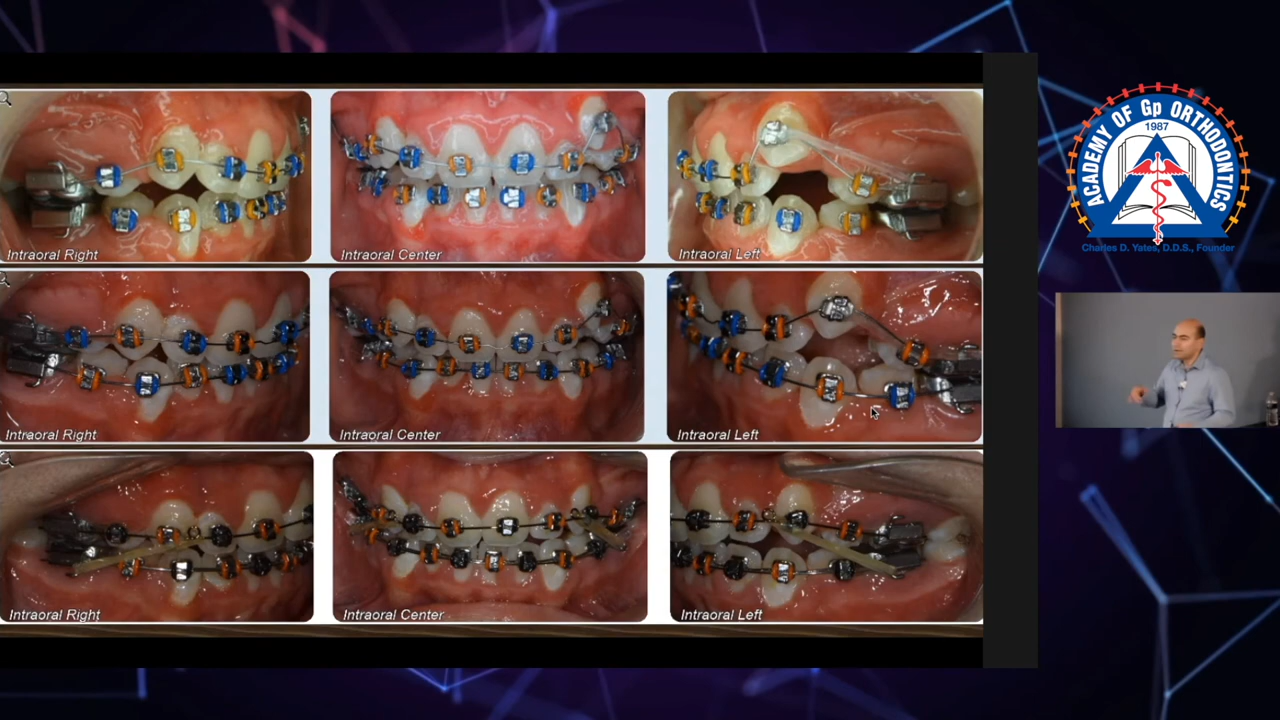 Intraoral Right
Intraoral Center
Intraoral Left
Intraoral Right
Intraoral Center
Intraoral Left
Intraoral Right
Intraoral Center
Intraoral Left
ACADEMY OF Gp ORTHODONTICS
1987
Charles D. Yates, D.D.S., Founder